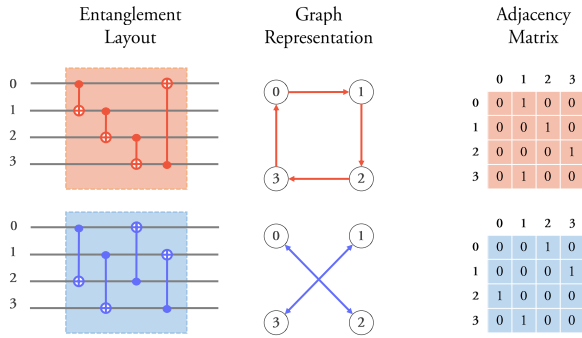 Entanglement Layout
Graph Representation
Adjacency Matrix
0
1
2
3
0 1
3 2
0 1 2 3
0 0 1 0 0
1 0 0 1 0
2 0 0 0 1
3 0 1 0 0
0
1
2
3
0 1
3 2
0 1 2 3
0 0 0 1 0
1 0 0 0 1
2 1 0 0 0
3 0 1 0 0